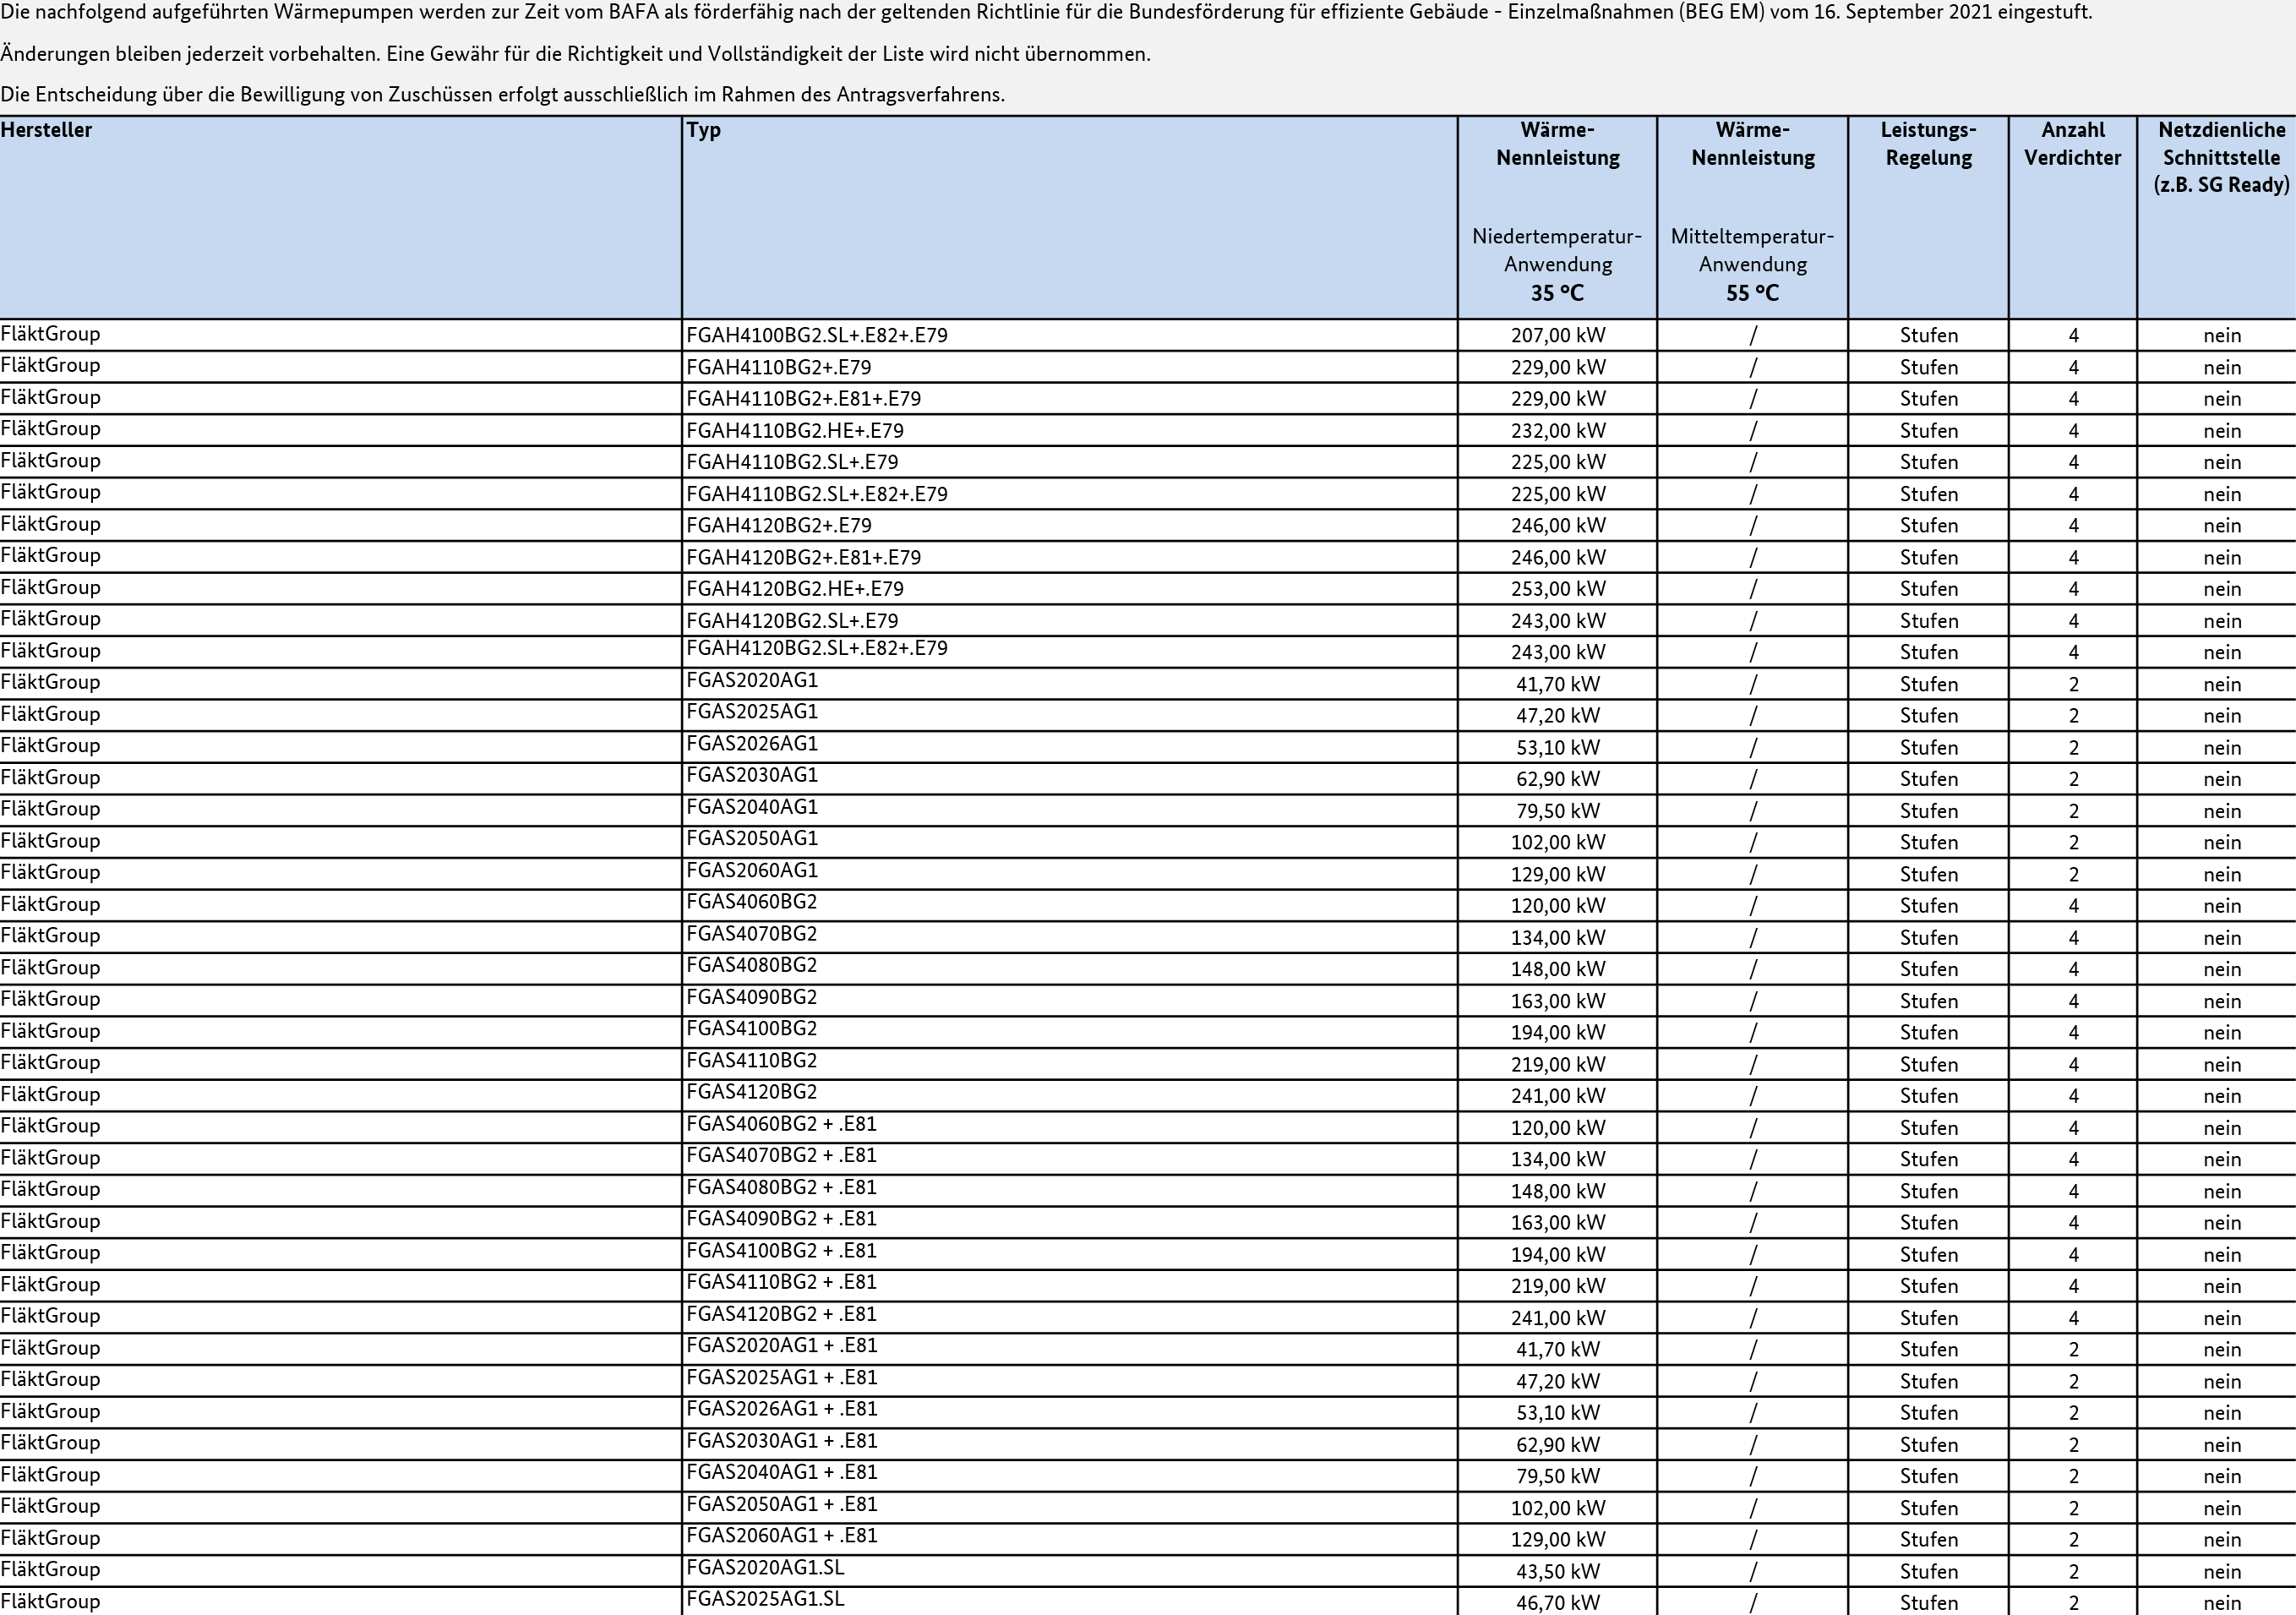 Die nachfolgend aufgeführten Wärmepumpen werden zur Zeit vom BAFA als förderfähig nach der geltenden Richtlinie für die Bundesförderung für effiziente Gebäude - Einzelmaßnahmen (BEG EM) vom 16. September 2021 eingestuft.
Änderungen bleiben jederzeit vorbehalten. Eine Gewähr für die Richtigkeit und Vollständigkeit der Liste wird nicht übernommen.
Die Entscheidung über die Bewilligung von Zuschüssen erfolgt ausschließlich im Rahmen des Antragsverfahrens.
Hersteller Typ Wärme- Wärme- Leistungs- Anzahl Netzdienliche
Nennleistung Nennleistung Regelung Verdichter Schnittstelle
(z.B. SG Ready)
Niedertemperatur- Mitteltemperatur-
Anwendung Anwendung
35 °C 55 °C
FläktGroup FGAH4100BG2.SL+.E82+.E79 207,00 kW / Stufen 4 nein
FläktGroup FGAH4110BG2+.E79 229,00 kW / Stufen 4 nein
FläktGroup FGAH4110BG2+.E81+.E79 229,00 kW / Stufen 4 nein
FläktGroup FGAH4110BG2.HE+.E79 232,00 kW / Stufen 4 nein
FläktGroup FGAH4110BG2.SL+.E79 225,00 kW / Stufen 4 nein
FläktGroup FGAH4110BG2.SL+.E82+.E79 225,00 kW / Stufen 4 nein
FläktGroup FGAH4120BG2+.E79 246,00 kW / Stufen 4 nein
FläktGroup FGAH4120BG2+.E81+.E79 246,00 kW / Stufen 4 nein
FläktGroup FGAH4120BG2.HE+.E79 253,00 kW / Stufen 4 nein
FläktGroup FGAH4120BG2.SL+.E79 243,00 kW / Stufen 4 nein
FläktGroup FGAH4120BG2.SL+.E82+.E79 243,00 kW / Stufen 4 nein
FläktGroup FGAS2020AG1 41,70 kW / Stufen 2 nein
FläktGroup FGAS2025AG1 47,20 kW / Stufen 2 nein
FläktGroup FGAS2026AG1 53,10 kW / Stufen 2 nein
FläktGroup FGAS2030AG1 62,90 kW / Stufen 2 nein
FläktGroup FGAS2040AG1 79,50 kW / Stufen 2 nein
FläktGroup FGAS2050AG1 102,00 kW / Stufen 2 nein
FläktGroup FGAS2060AG1 129,00 kW / Stufen 2 nein
FläktGroup FGAS4060BG2 120,00 kW / Stufen 4 nein
FläktGroup FGAS4070BG2 134,00 kW / Stufen 4 nein
FläktGroup FGAS4080BG2 148,00 kW / Stufen 4 nein
FläktGroup FGAS4090BG2 163,00 kW / Stufen 4 nein
FläktGroup FGAS4100BG2 194,00 kW / Stufen 4 nein
FläktGroup FGAS4110BG2 219,00 kW / Stufen 4 nein
FläktGroup FGAS4120BG2 241,00 kW / Stufen 4 nein
FläktGroup FGAS4060BG2 + .E81 120,00 kW / Stufen 4 nein
FläktGroup FGAS4070BG2 + .E81 134,00 kW / Stufen 4 nein
FläktGroup FGAS4080BG2 + .E81 148,00 kW / Stufen 4 nein
FläktGroup FGAS4090BG2 + .E81 163,00 kW / Stufen 4 nein
FläktGroup FGAS4100BG2 + .E81 194,00 kW / Stufen 4 nein
FläktGroup FGAS4110BG2 + .E81 219,00 kW / Stufen 4 nein
FläktGroup FGAS4120BG2 + .E81 241,00 kW / Stufen 4 nein
FläktGroup FGAS2020AG1 + .E81 41,70 kW / Stufen 2 nein
FläktGroup FGAS2025AG1 + .E81 47,20 kW / Stufen 2 nein
FläktGroup FGAS2026AG1 + .E81 53,10 kW / Stufen 2 nein
FläktGroup FGAS2030AG1 + .E81 62,90 kW / Stufen 2 nein
FläktGroup FGAS2040AG1 + .E81 79,50 kW / Stufen 2 nein
FläktGroup FGAS2050AG1 + .E81 102,00 kW / Stufen 2 nein
FläktGroup FGAS2060AG1 + .E81 129,00 kW / Stufen 2 nein
FläktGroup FGAS2020AG1.SL 43,50 kW / Stufen 2 nein
FläktGroup FGAS2025AG1.SL 46,70 kW / Stufen 2 nein